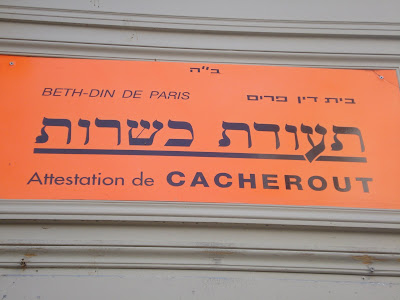 ב"ה
BETH-DIN DE PARIS בית דין פריס
תעודת כשרות
Attestation de CACHEROUT